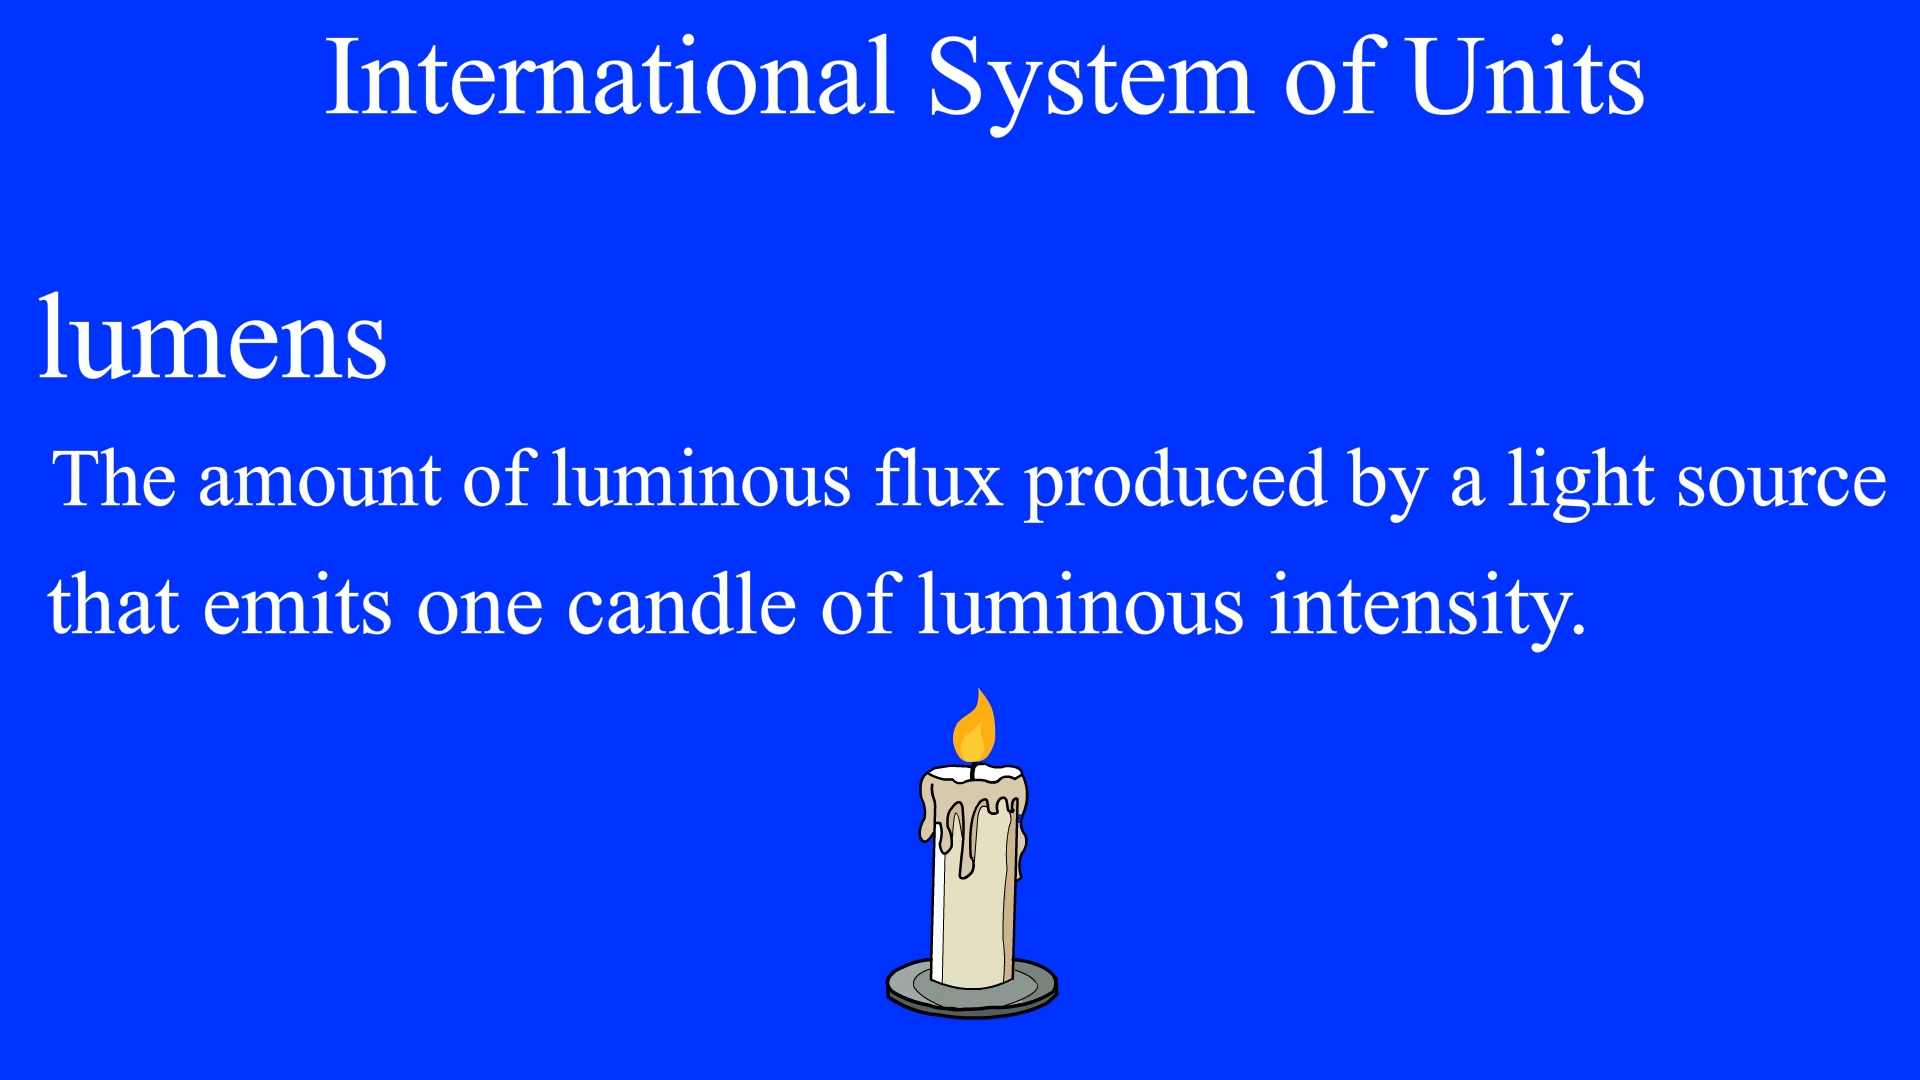 International System of Units
lumens
The amount of luminous flux produced by a light source
that emits one candle of luminous intensity.